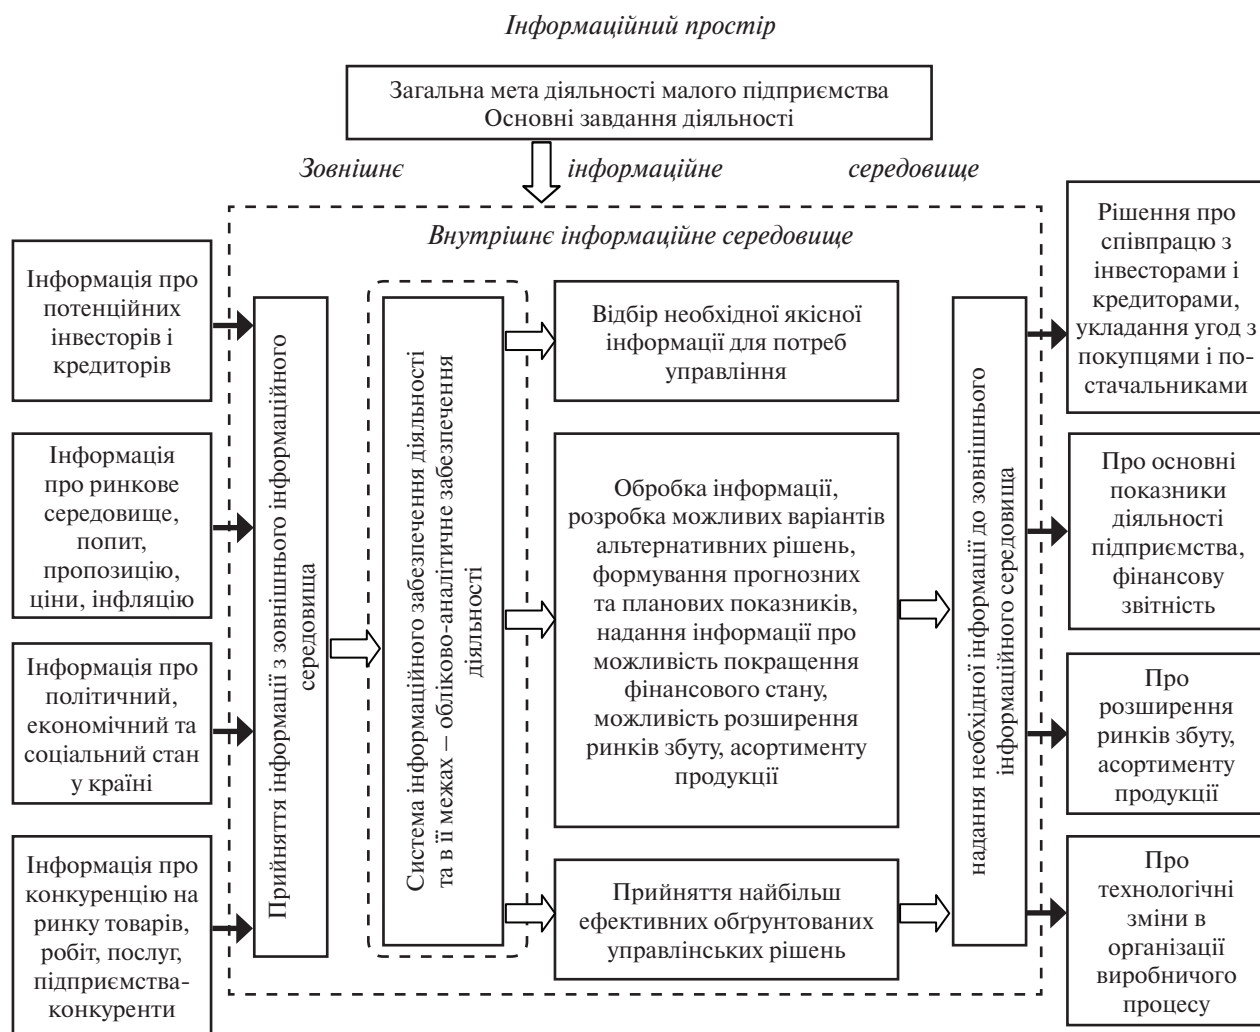 Інформаційний простір
Загальна мета діяльності малого підприємства
Основні завдання діяльності
Зовнішнє інформаційне середовище
Внутрішнє інформаційне середовище
Інформація про
потенційних
інвесторів і
кредиторів
Інформація
про ринкове
середовище,
попит,
пропозицію,
ціни, інфляцію
Інформація про
політичний,
економічний та
соціальний стан
у країні
Інформація про
конкуренцію на
ринку товарів,
робіт, послуг,
підприємства-
конкуренти
Прийняття інформації з зовнішнього інформаційного
середовища
Система інформаційного забезпечення діяльності
та в її межах — обліково-аналітичне забезпечення
діяльності
Відбір необхідної якісної
інформації для потреб
управління
Обробка інформації,
розробка можливих варіантів
альтернативних рішень,
формування прогнозних
та планових показників,
надання інформації про
можливість покращення
фінансового стану,
можливість розширення
ринків збуту, асортименту
продукції
Прийняття найбільш
ефективних обґрунтованих
управлінських рішень
надання необхідної інформації до зовнішнього
інформаційного середовища
Рішення про
співпрацю з
інвесторами і
кредиторами,
укладання угод з
покупцями і по-
стачальниками
Про основні
показники
діяльності
підприємства,
фінансову
звітність
Про
розширення
ринків збуту,
асортименту
продукції
Про
технологічні
зміни в
організації
виробничого
процесу